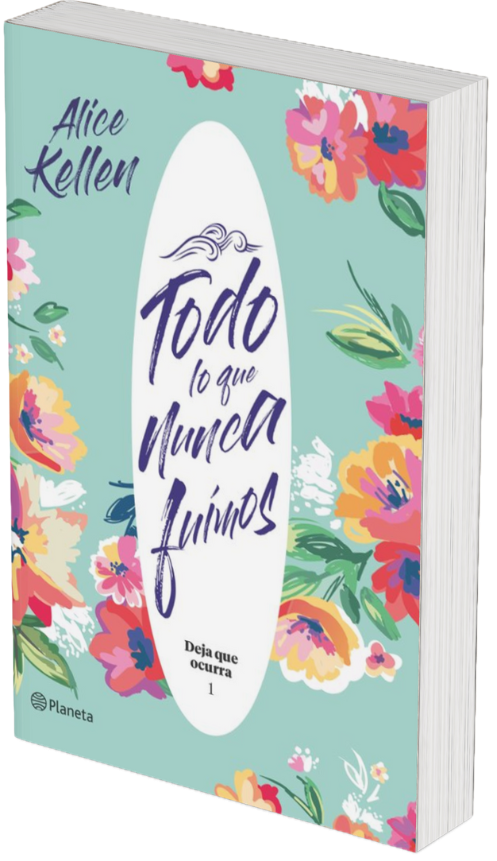 Alice
Kellen
Todo
lo que
nunca
fuimos
Deja que
ocurra
1
Planeta